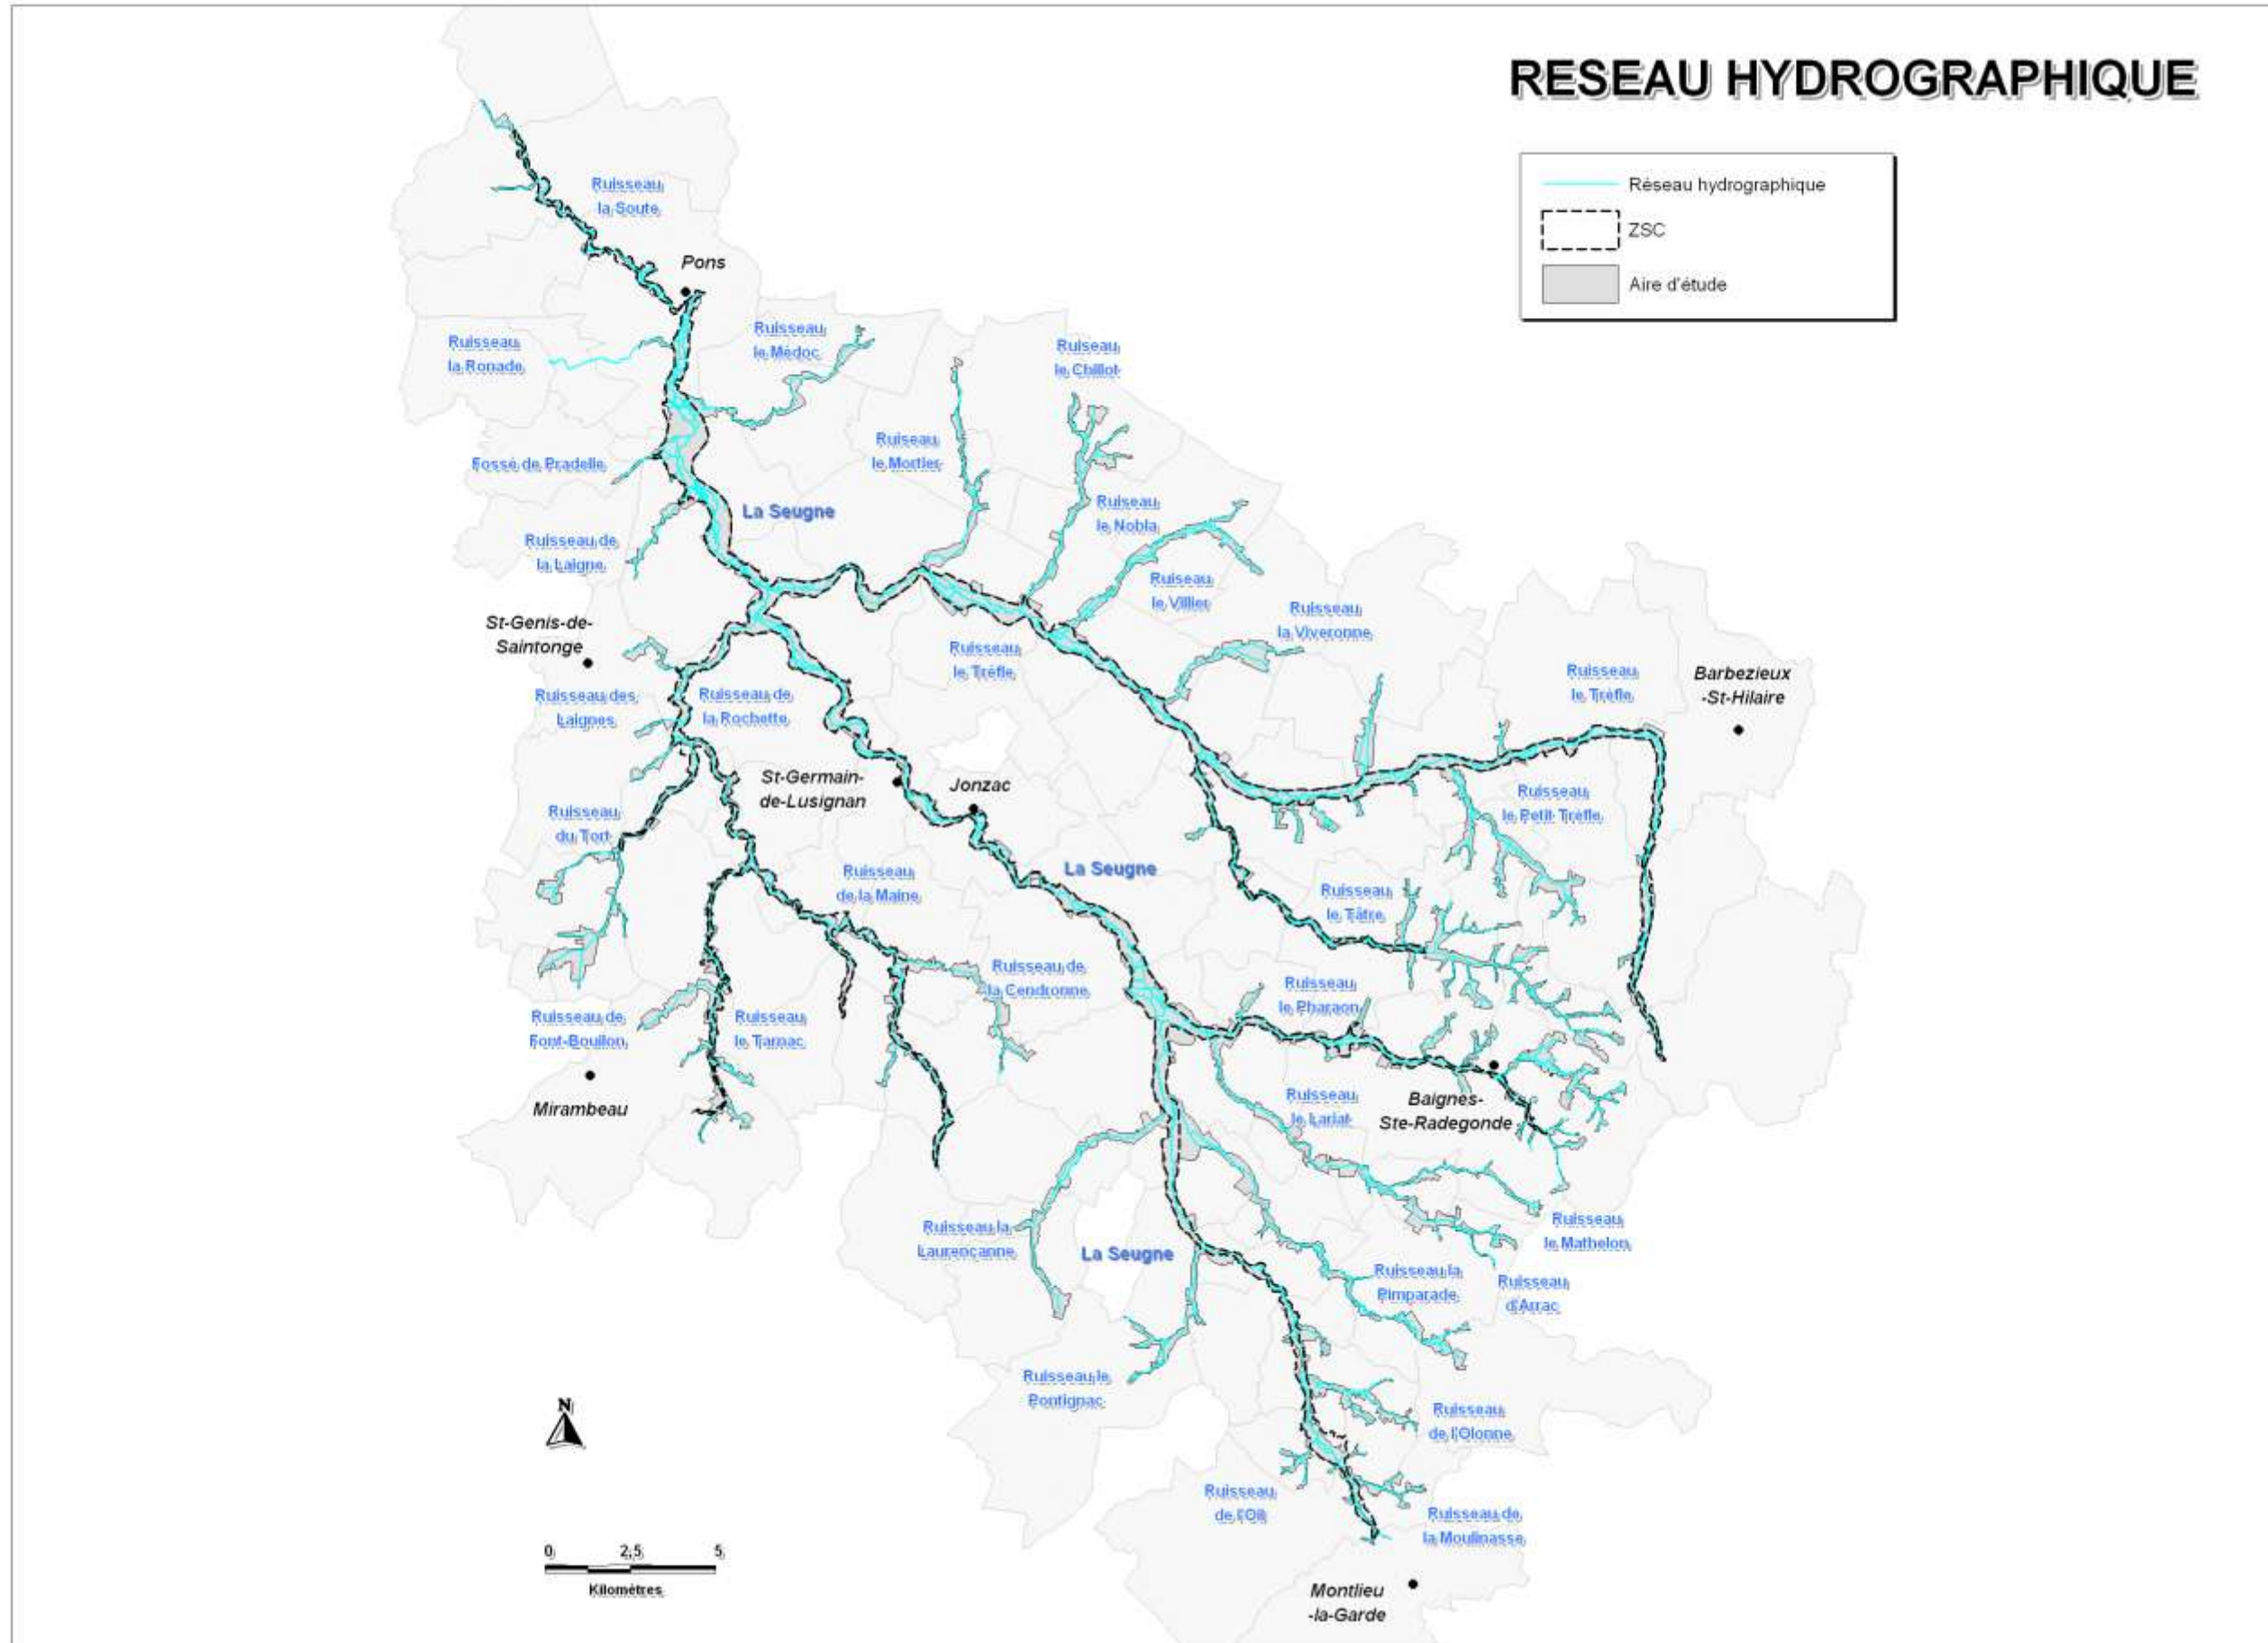 RESEAU HYDROGRAPHIQUE
Réseau hydrographique
ZSC
Aire d'étude
Ruisseau
la Soute
Pons
Ruisseau
la Ronade
Ruisseau
le Médoc
Ruiseau
le Chillot
Ruiseau
le Mortier
Fossé de Pradelle
La Seugne
Ruiseau
le Nobla
Ruisseau de
la Laigne
Ruiseau
le Villier
Ruisseau
la Viveronne
St-Genis-de-
Saintonge
Ruisseau
le Tréfle
Ruisseau
le Tréfle
Barbezieux
-St-Hilaire
Ruisseau des
Laignes
Ruisseau de
la Rochette
St-Germain-
de-Lusignan
Jonzac
Ruisseau
le Petit Tréfle
Ruisseau
du Tort
Ruisseau
de la Maine
La Seugne
Ruisseau
le Tâtre
Ruisseau de
la Cendronne
Ruisseau
le Pharaon
Ruisseau de
Font-Bouillon
Ruisseau
le Tarnac
Mirambeau
Ruisseau
le Lariat
Baignes-
Ste-Radegonde
Ruisseau la
Laurençanne
La Seugne
Ruisseau
le Mathelon
Ruisseau la
Pimparade
Ruisseau
d'Arrac
Ruisseau le
Pontignac
Ruisseau
de l'Olonne
N
Ruisseau
de l'Oil
Ruisseau de
la Moulinasse
0 2,5 5
Kilomètres
Montlieu
-la-Garde